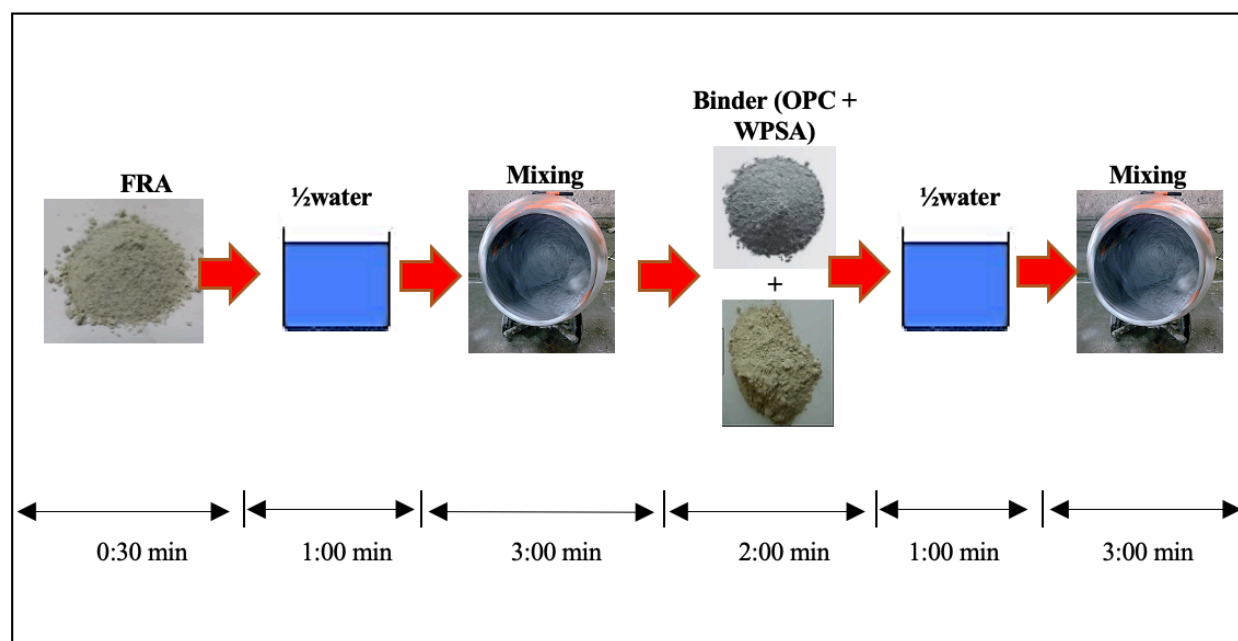 Binder (OPC +
WPSA)
FRA
½water
Mixing
+
½water
Mixing
0:30 min
1:00 min
3:00 min
2:00 min
1:00 min
3:00 min